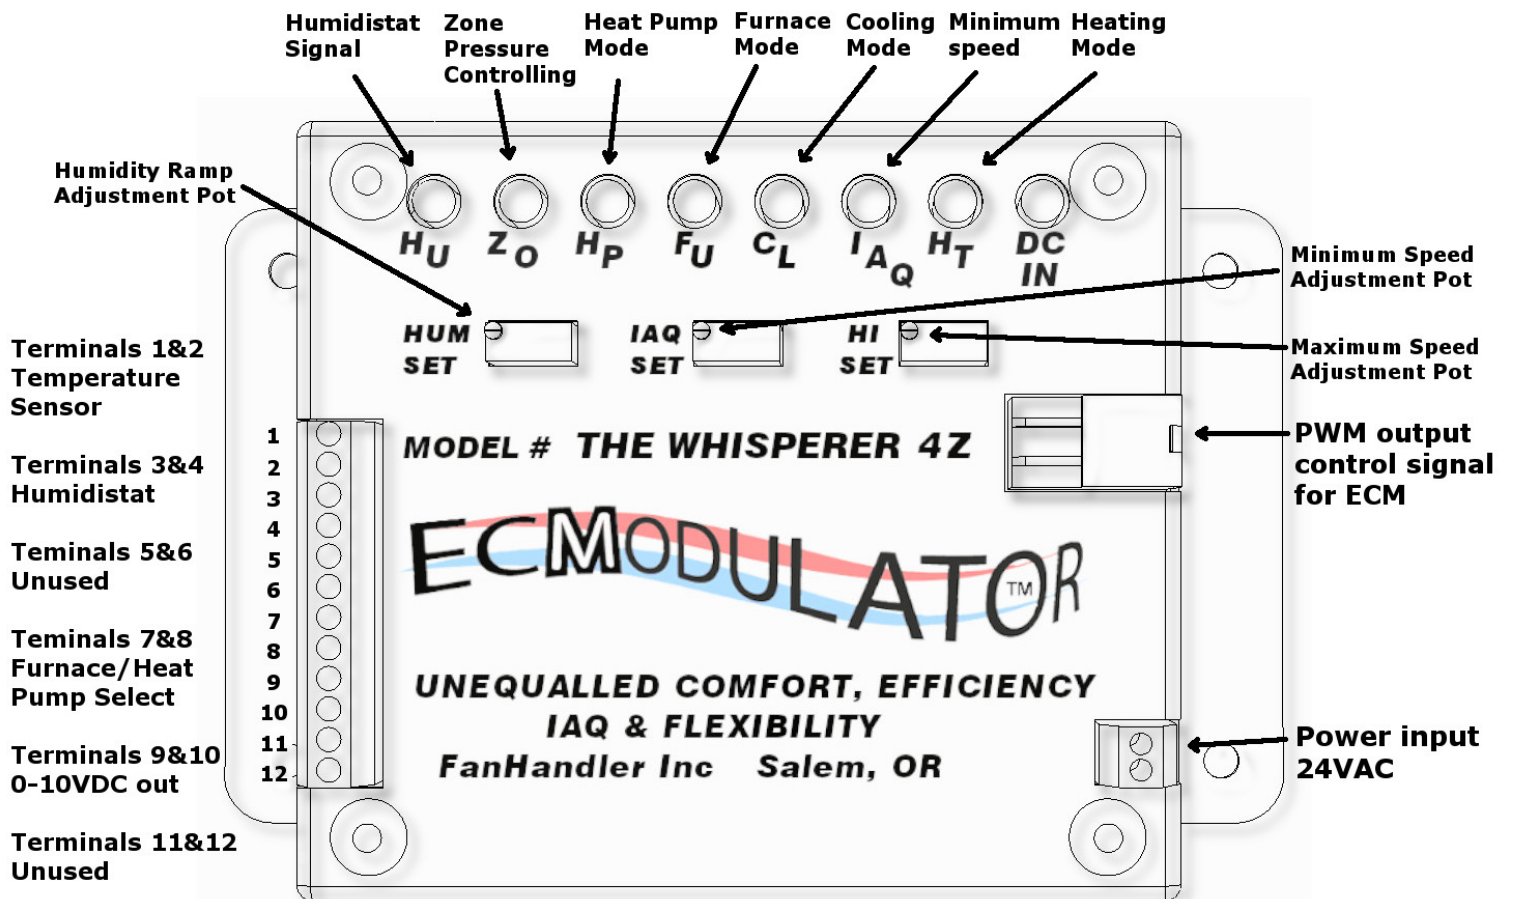 Humidistat
Signal
Zone
Pressure
Controlling
Heat Pump
Mode
Furnace
Mode
Cooling
Mode
Minimum
speed
Heating
Mode
Humidity Ramp
Adjustment Pot
HU
ZO
HP
FU
CL
IAQ
HT
DC
IN
Minimum Speed
Adjustment Pot
HUM
SET
IAQ
SET
HI
SET
Maximum Speed
Adjustment Pot
Terminals 1&2
Temperature
Sensor
Terminals 3&4
Humidistat
Teminals 5&6
Unused
Teminals 7&8
Furnace/Heat
Pump Select
Terminals 9&10
0-10VDC out
Terminals 11&12
Unused
1
2
3
4
5
6
7
8
9
10
11
12
MODEL # THE WHISPERER 4Z
ECMODULATOR
TM
UNEQUALLED COMFORT, EFFICIENCY
IAQ & FLEXIBILITY
FanHandler Inc Salem, OR
PWM output
control signal
for ECM
Power input
24VAC